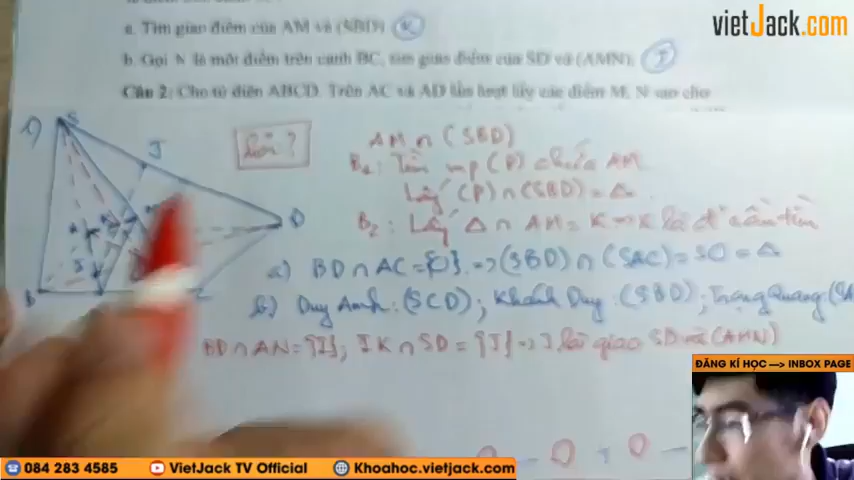 vietJack.com
a. Tìm giao điểm của AM và (SBD) K
b. Gọi N là một điểm trên cạnh BC, tìm giao điểm của SD và (AMN). J
Câu 2: Cho tứ diện ABCD. Trên AC và AD lần lượt lấy các điểm M, N sao cho
1)
S
J
D
B
C
hỏi?
AM ∩ (SBD)
B1: Tìm mp (P) chứa AM
Lấy (P) ∩ (SBD) = Δ
B2: Lấy Δ ∩ AM = K → K là đ' cần tìm
a) BD ∩ AC = {O} => (SBD) ∩ (SAC) = SO = Δ
b) Duy Anh: (SCD); Khánh Duy: (SBD); Trọng Quang (SA
BD ∩ AN = {I}; IK ∩ SD = {J} → J là giao SD và (AMN)
ĐĂNG KÍ HỌC —> INBOX PAGE
084 283 4585 VietJack TV Official Khoahoc.vietjack.com